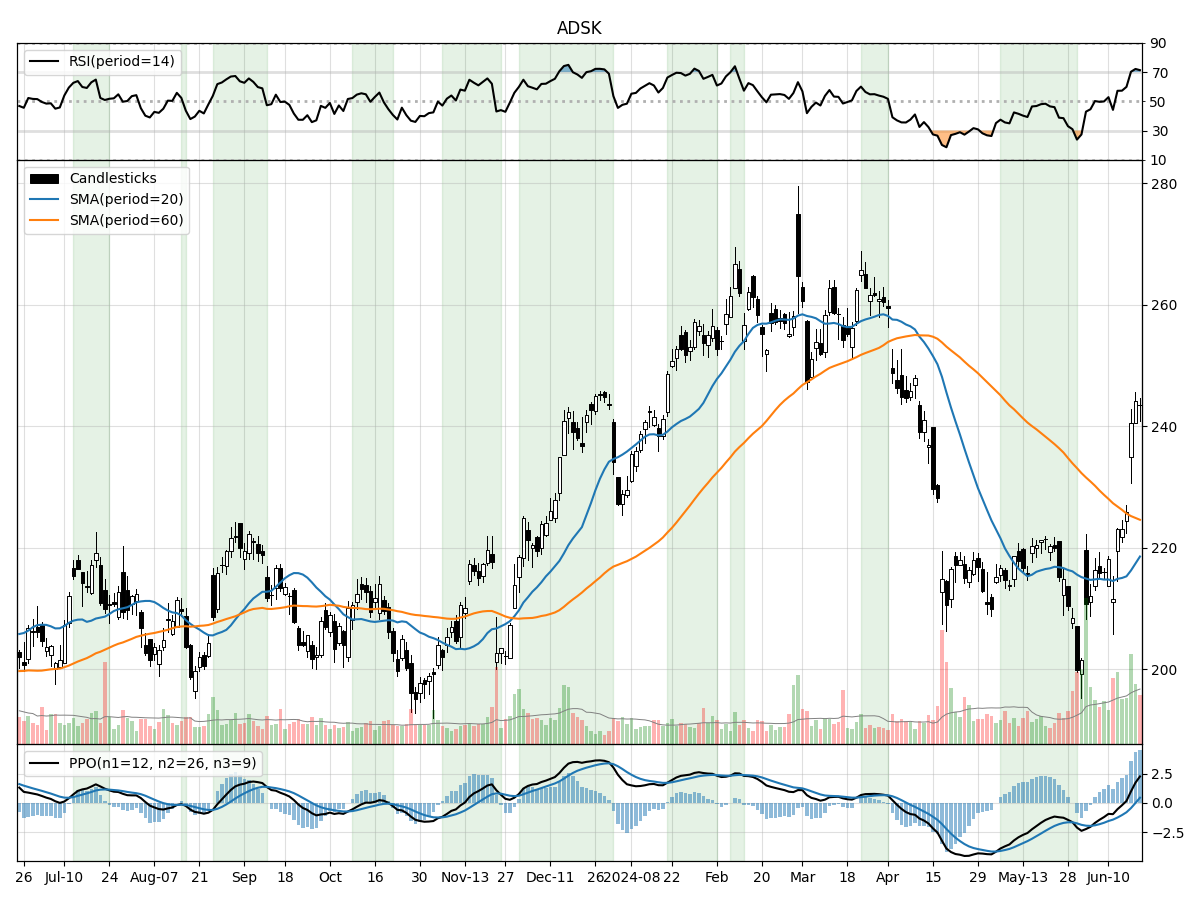 ADSK
RSI(period=14)
90
70
50
30
10
Candlesticks
SMA(period=20)
SMA(period=60)
280
260
240
220
200
PPO(n1=12, n2=26, n3=9)
2.5
0.0
−2.5
26 Jul-10 24 Aug-07 21 Sep 18 Oct 16 30 Nov-13 27 Dec-11 26 2024-08 22 Feb 20 Mar 18 Apr 15 29 May-13 28 Jun-10